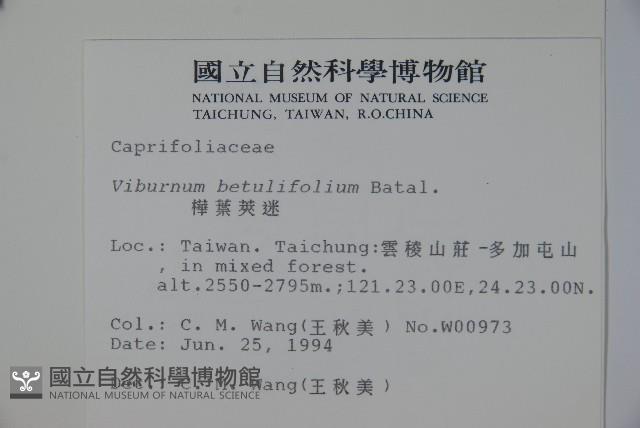 國立自然科學博物館
NATIONAL MUSEUM OF NATURAL SCIENCE
TAICHUNG, TAIWAN, R.O.CHINA
Caprifoliaceae
Viburnum betulifolium Batal.
樺葉莢迷
Loc.: Taiwan. Taichung:雲稜山莊-多加屯山
, in mixed forest.
alt.2550-2795m.;121.23.00E,24.23.00N.
Col.: C. M. Wang(王秋美) No.W00973
Date: Jun. 25, 1994
Det.: C. M. Wang(王秋美)
國立自然科學博物館
NATIONAL MUSEUM OF NATURAL SCIENCE